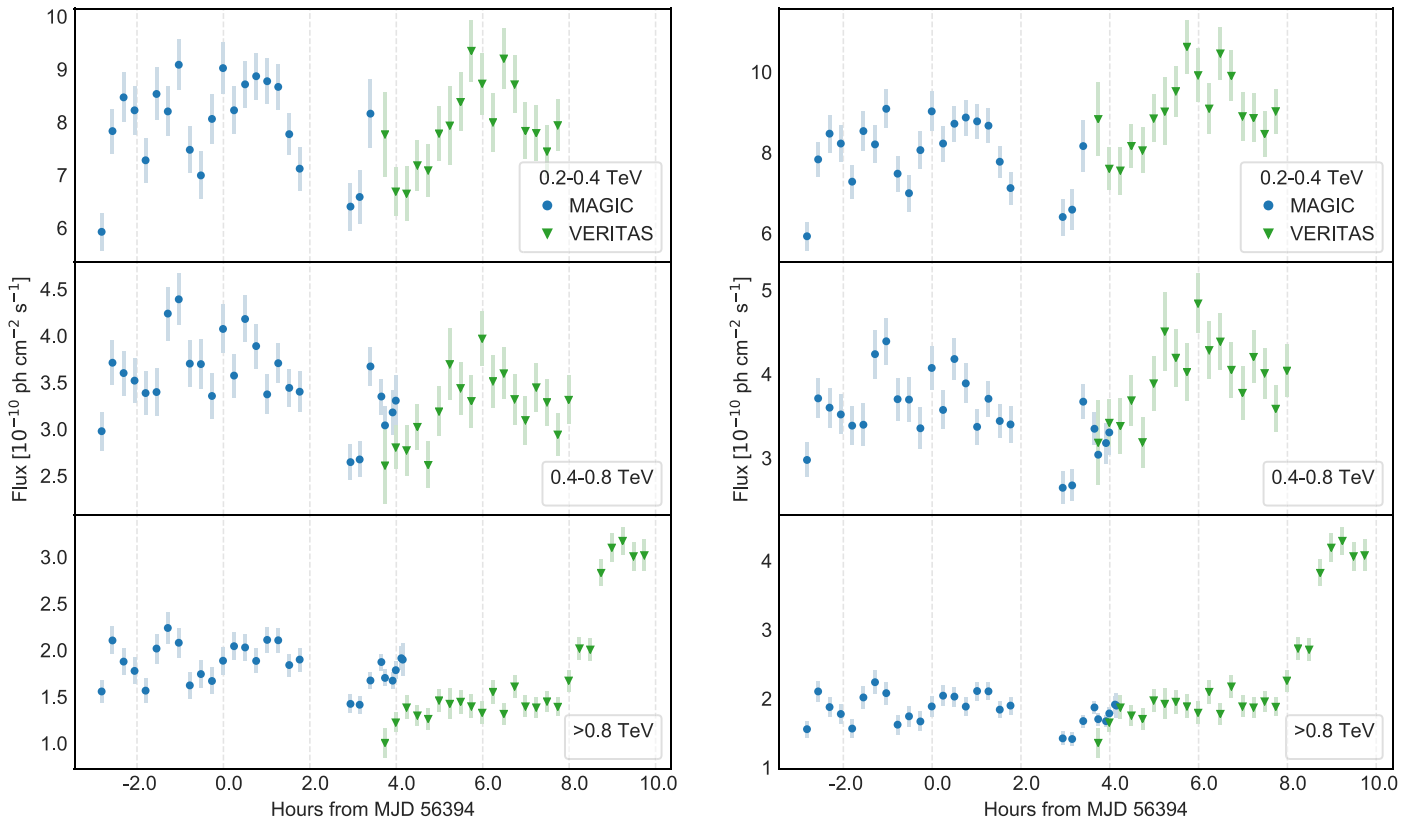 10
9
8
7
6
0.2-0.4 TeV
MAGIC
VERITAS
4.5
4.0
3.5
3.0
2.5
0.4-0.8 TeV
Flux [10⁻¹⁰ ph cm⁻² s⁻¹]
3.0
2.5
2.0
1.5
1.0
>0.8 TeV
-2.0 0.0 2.0 4.0 6.0 8.0 10.0
Hours from MJD 56394
10
8
6
0.2-0.4 TeV
MAGIC
VERITAS
5
4
3
0.4-0.8 TeV
Flux [10⁻¹⁰ ph cm⁻² s⁻¹]
4
3
2
1
>0.8 TeV
-2.0 0.0 2.0 4.0 6.0 8.0 10.0
Hours from MJD 56394